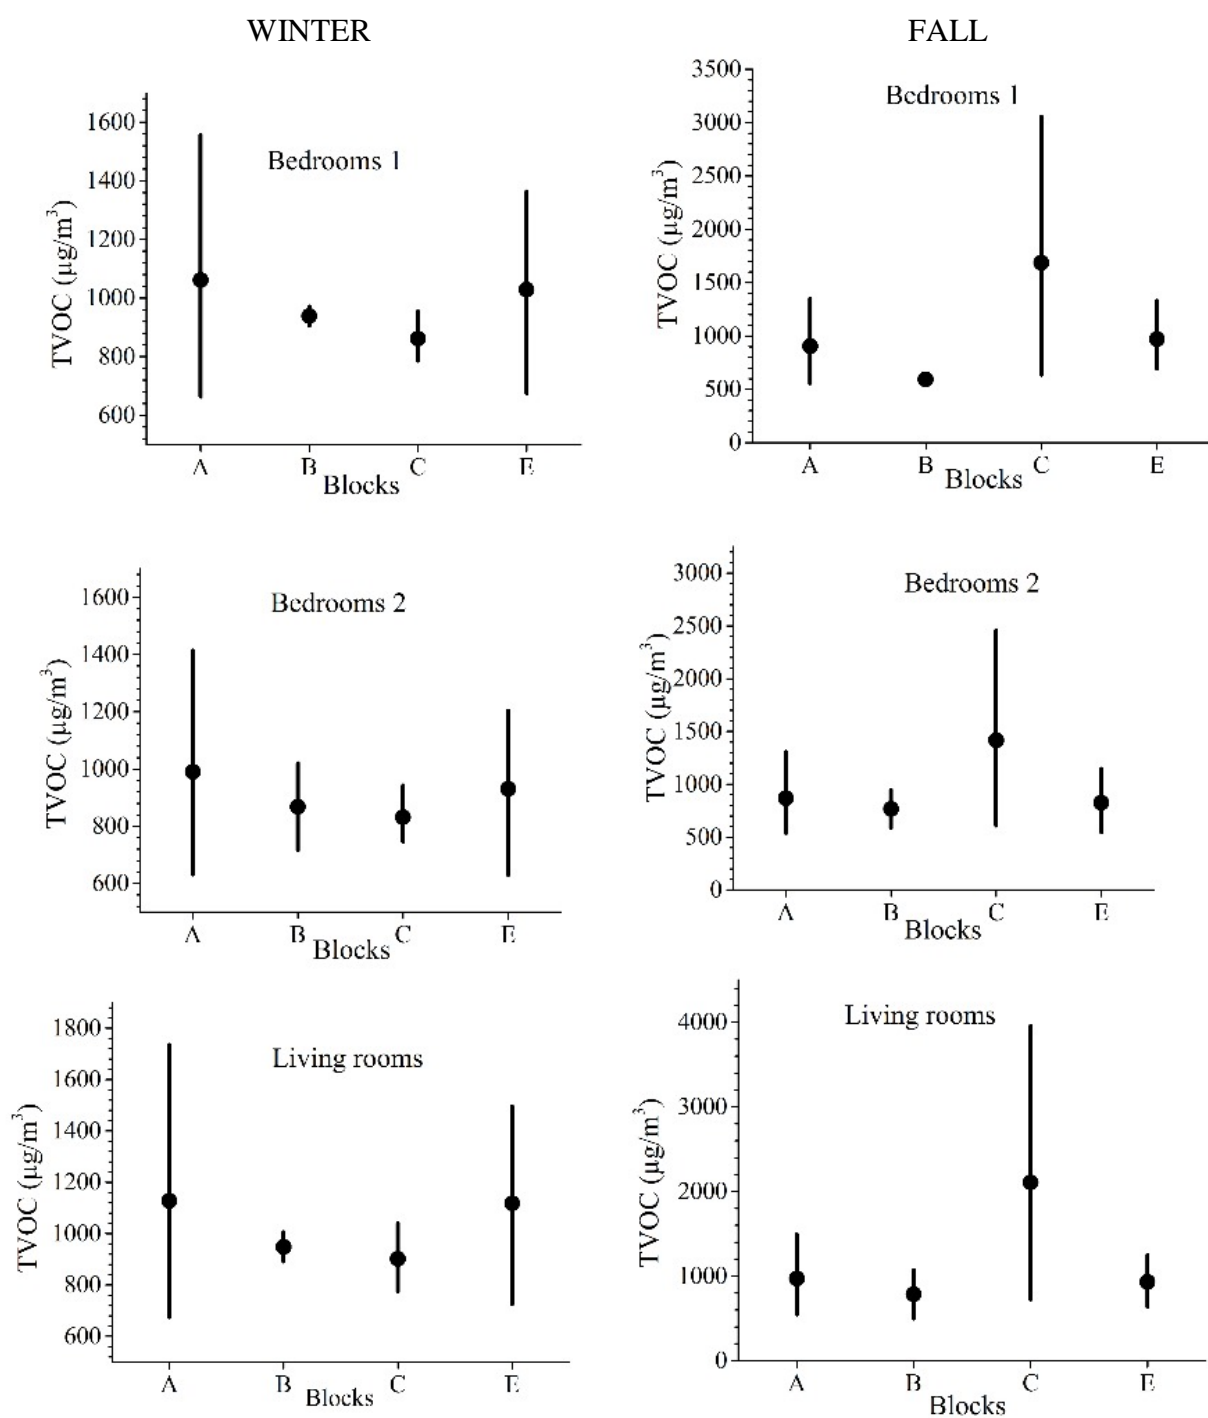 WINTER
FALL
Bedrooms 1
TVOC (µg/m³)
1600
1400
1200
1000
800
600
A B C E
Blocks
Bedrooms 1
TVOC (µg/m³)
3500
3000
2500
2000
1500
1000
500
0
A B C E
Blocks
Bedrooms 2
TVOC (µg/m³)
1600
1400
1200
1000
800
600
A B C E
Blocks
Bedrooms 2
TVOC (µg/m³)
3000
2500
2000
1500
1000
500
0
A B C E
Blocks
Living rooms
TVOC (µg/m³)
1800
1600
1400
1200
1000
800
600
A B C E
Blocks
Living rooms
TVOC (µg/m³)
4000
3000
2000
1000
0
A B C E
Blocks